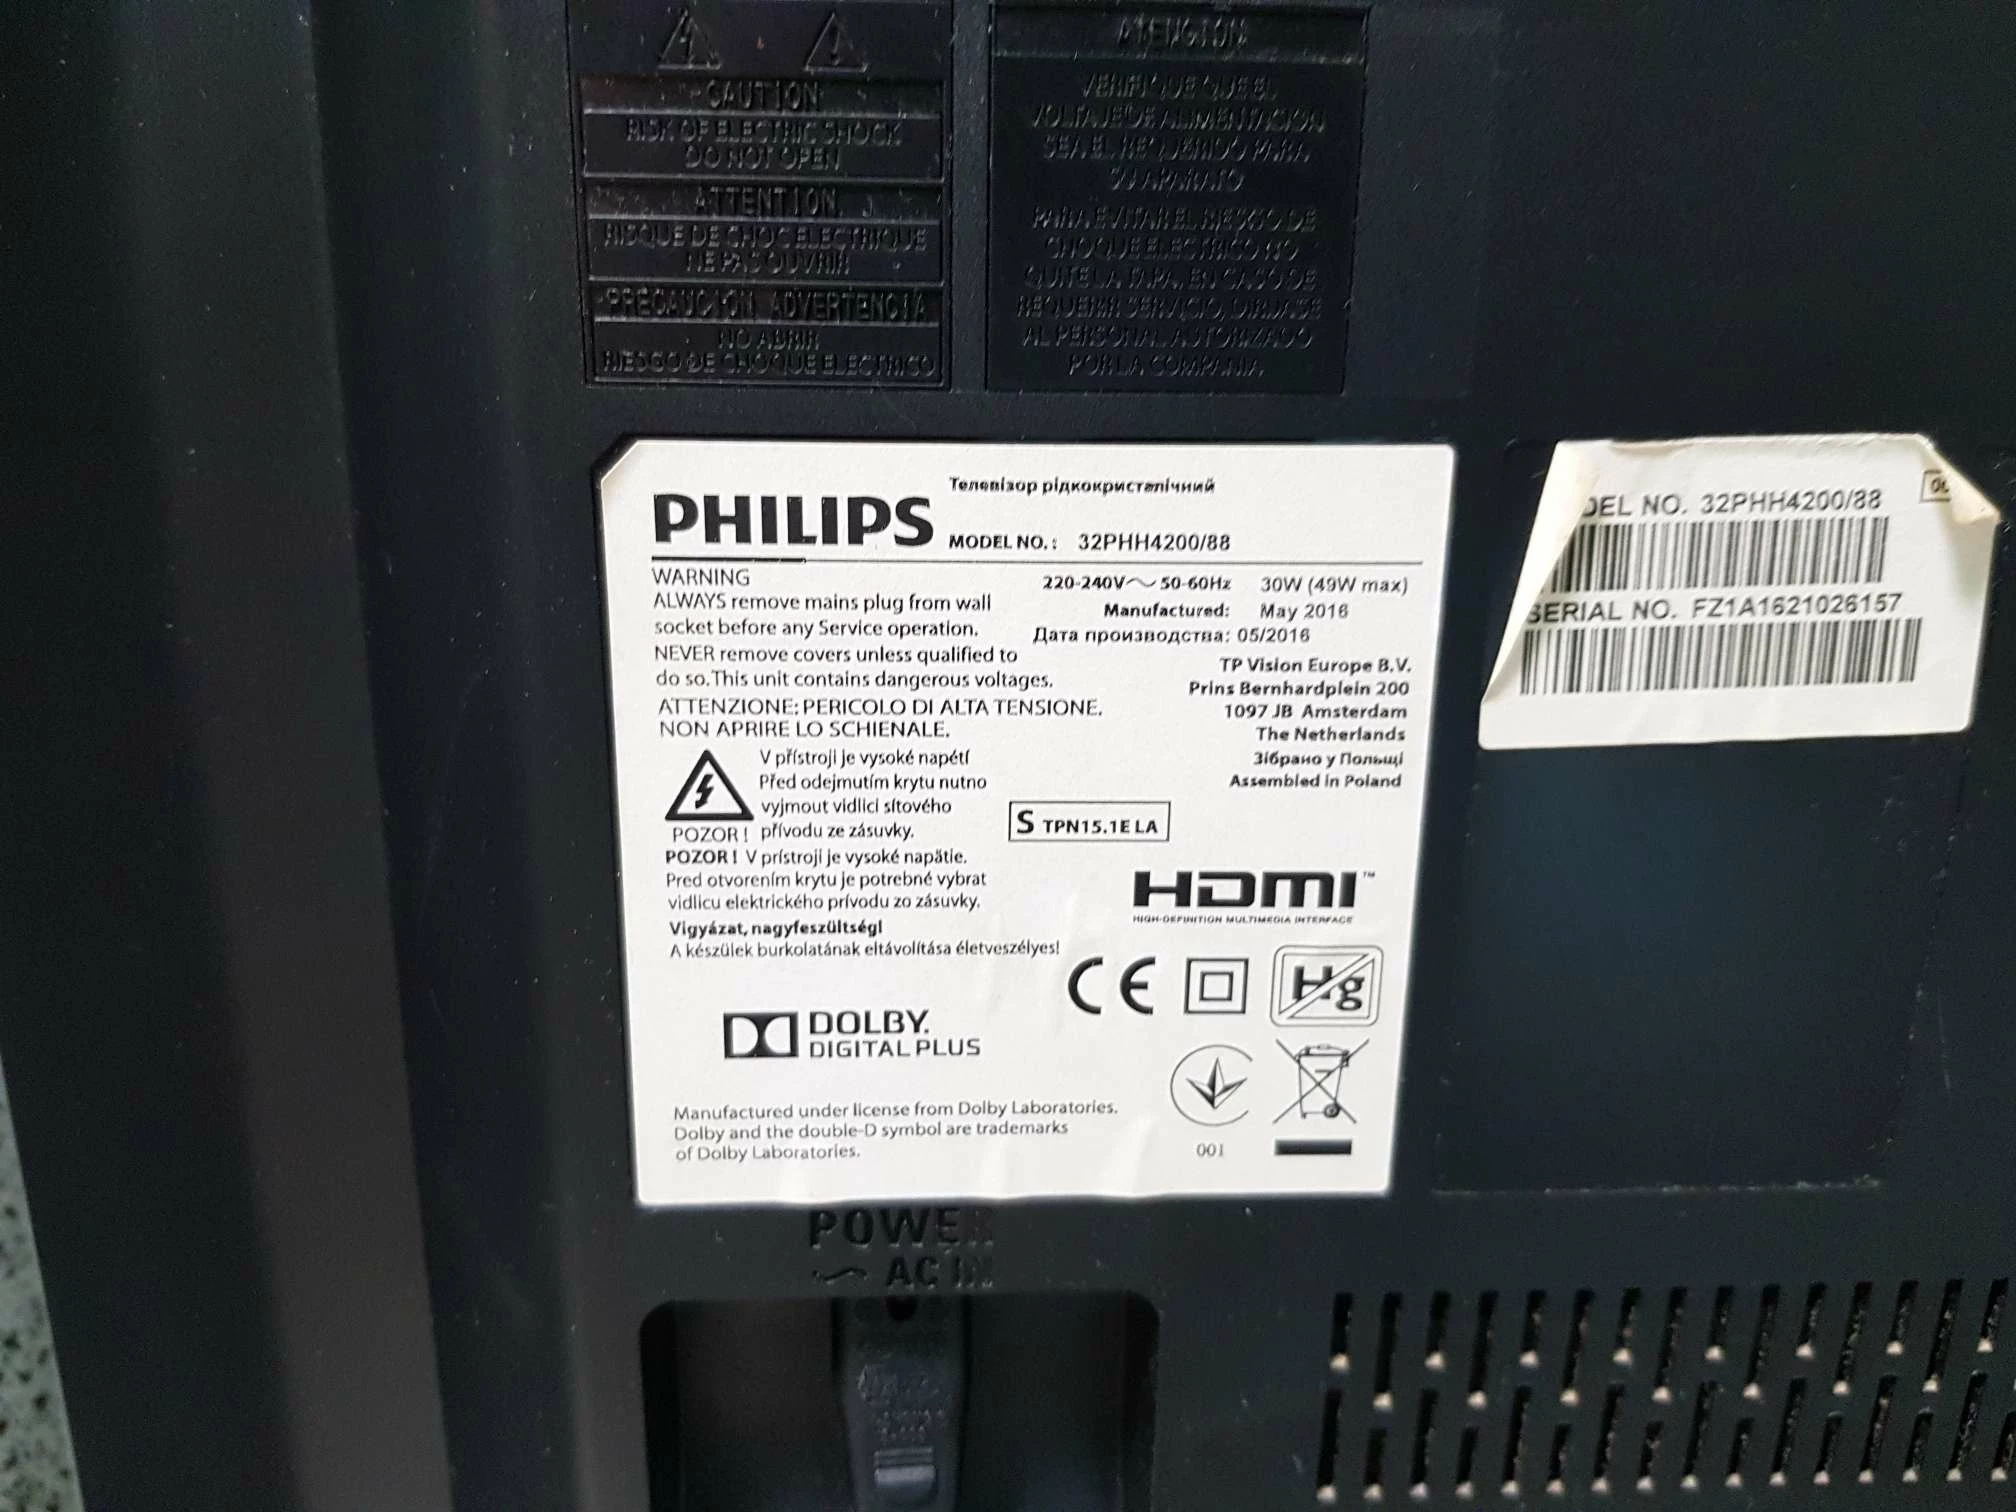 CAUTION
RISK OF ELECTRIC SHOCK
DO NOT OPEN
ATTENTION
RISQUE DE CHOC ELECTRIQUE
NE PAS OUVRIR
PRECAUCION ADVERTENCIA
NO ABRIR
RIESGO DE CHOQUE ELECTRICO
ATENCION
VERIFIQUE QUE EL
VOLTAJE DE ALIMENTACION
SEA EL REQUERIDO PARA
SU APARATO
PARA EVITAR EL RIESGO DE
CHOQUE ELECTRICO NO
QUITE LA TAPA, EN CASO DE
REQUERIR SERVICIO, DIRIJASE
AL PERSONAL AUTORIZADO
POR LA COMPANIA
Телевізор рідкокристалічний
PHILIPS
MODEL NO.: 32PHH4200/88
WARNING
ALWAYS remove mains plug from wall
socket before any Service operation.
NEVER remove covers unless qualified to
do so. This unit contains dangerous voltages.
ATTENZIONE: PERICOLO DI ALTA TENSIONE.
NON APRIRE LO SCHIENALE.
220-240V~ 50-60Hz 30W (49W max)
Manufactured: May 2016
Дата производства: 05/2016
TP Vision Europe B.V.
Prins Bernhardplein 200
1097 JB Amsterdam
The Netherlands
Зібрано у Польщі
Assembled in Poland
V přístroji je vysoké napětí
Před odejmutím krytu nutno
vyjmout vidlici síťového
POZOR! přívodu ze zásuvky.
POZOR! V prístroji je vysoké napätie.
Pred otvorením krytu je potrebné vybrat
vidlicu elektrického prívodu zo zásuvky.
Vigyázat, nagyfeszültségl
A készülek burkolatának eltávolítása életveszélyes!
S TPN15.1E LA
HDMI™
HIGH-DEFINITION MULTIMEDIA INTERFACE
CE
Hg
DOLBY.
DIGITAL PLUS
Manufactured under license from Dolby Laboratories.
Dolby and the double-D symbol are trademarks
of Dolby Laboratories.
001
DEL NO. 32PHH4200/88
SERIAL NO. FZ1A1621026157
POWER
~ AC IN